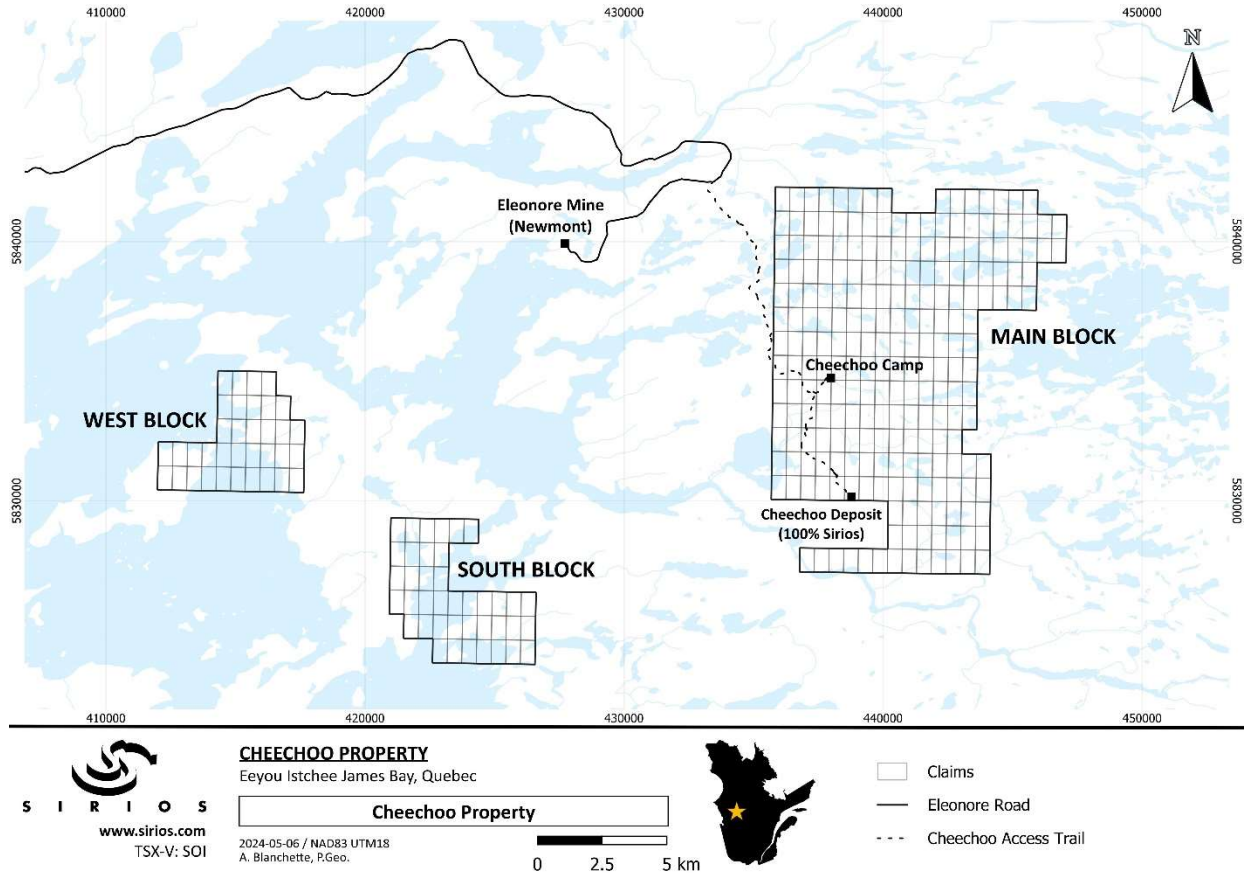 410000 420000 430000 440000 450000
N
Eleonore Mine
(Newmont)
5840000
5840000
MAIN BLOCK
Cheechoo Camp
WEST BLOCK
5830000
5830000
Cheechoo Deposit
(100% Sirios)
SOUTH BLOCK
410000 420000 430000 440000 450000
SIRIOS
www.sirios.com
TSX-V: SOI
CHEECHOO PROPERTY
Eeyou Istchee James Bay, Quebec
Cheechoo Property
2024-05-06 / NAD83 UTM18
A. Blanchette, P.Geo.
0 2.5 5 km
Claims
Eleonore Road
Cheechoo Access Trail